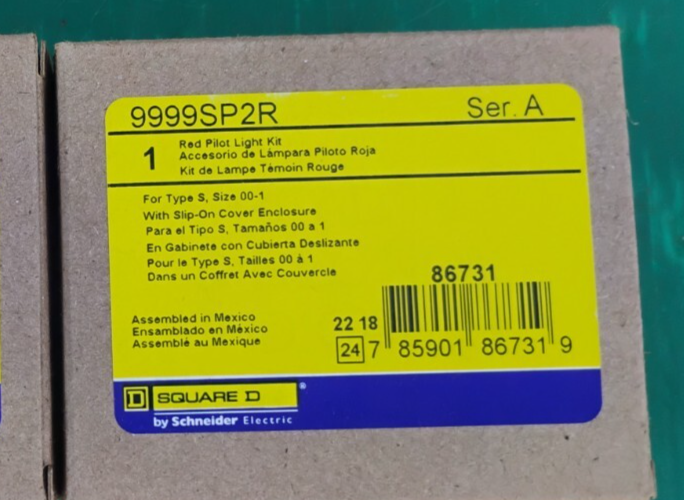 9999SP2R Ser. A
1
Red Pilot Light Kit
Accesorio de Lámpara Piloto Roja
Kit de Lampe Témoin Rouge
For Type S, Size 00-1
With Slip-On Cover Enclosure
Para el Tipo S, Tamaños 00 a 1
En Gabinete con Cubierta Deslizante
Pour le Type S, Tailles 00 à 1
Dans un Coffret Avec Couvercle
Assembled in Mexico
Ensamblado en México
Assemblé au Mexique
86731
22 18
24 7 85901 86731 9
D SQUARE D ®
by Schneider Electric